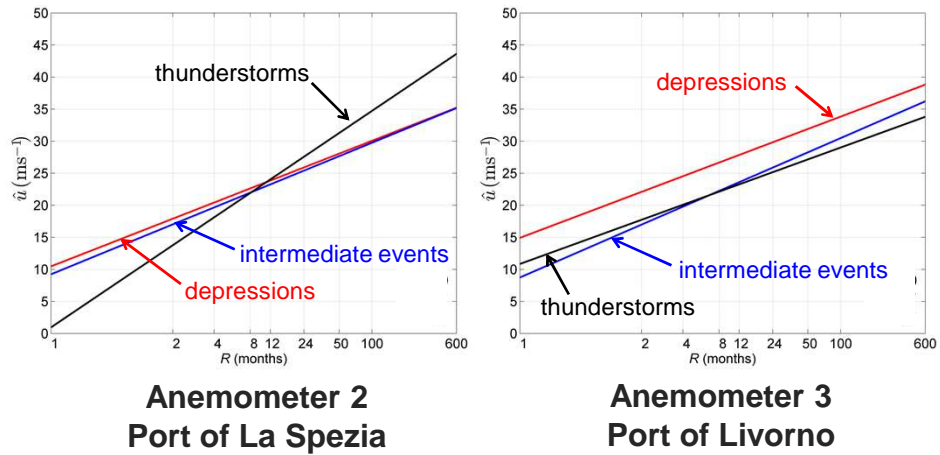 50
45
40
35
30
25
20
15
10
5
0
û (ms⁻¹)
thunderstorms
intermediate events
depressions
1 2 4 8 12 24 50 100 600
R (months)
Anemometer 2
Port of La Spezia
50
45
40
35
30
25
20
15
10
5
0
û (ms⁻¹)
depressions
intermediate events
thunderstorms
1 2 4 8 12 24 50 100 600
R (months)
Anemometer 3
Port of Livorno